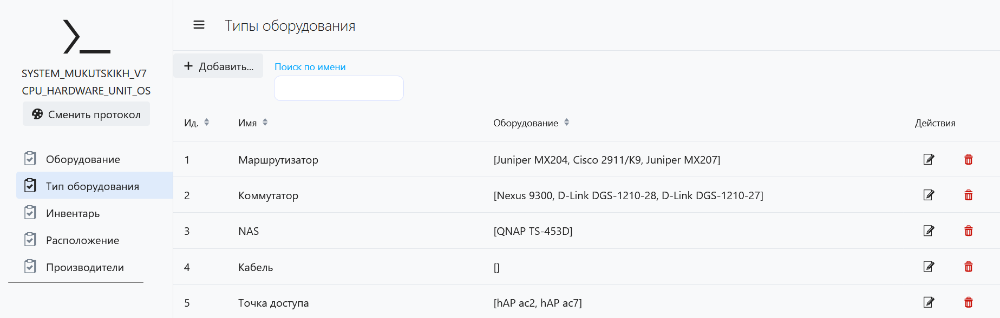 SYSTEM_MUKUTSKIKH_V7
CPU_HARDWARE_UNIT_OS
Сменить протокол
Оборудование
Тип оборудования
Инвентарь
Расположение
Производители
Типы оборудования
Добавить...
Поиск по имени
Ид. Имя Оборудование Действия
1 Маршрутизатор [Juniper MX204, Cisco 2911/K9, Juniper MX207]
2 Коммутатор [Nexus 9300, D-Link DGS-1210-28, D-Link DGS-1210-27]
3 NAS [QNAP TS-453D]
4 Кабель []
5 Точка доступа [hAP ac2, hAP ac7]